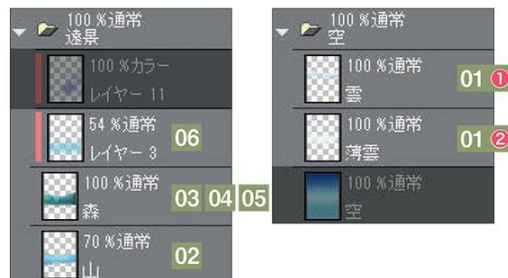 100 %通常
遠景
100 %カラー
レイヤー 11
54 %通常
レイヤー 3
06
100 %通常
森
03 04 05
70 %通常
山
02
100 %通常
空
100 %通常
雲
01 ①
100 %通常
薄雲
01 ②
100 %通常
空